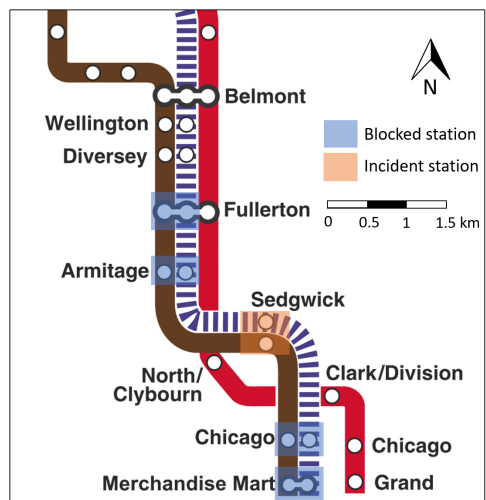 Belmont
Wellington
Diversey
N
Blocked station
Incident station
0 0.5 1 1.5 km
Fullerton
Armitage
Sedgwick
North/
Clybourn
Clark/Division
Chicago
Chicago
Merchandise Mart
Grand